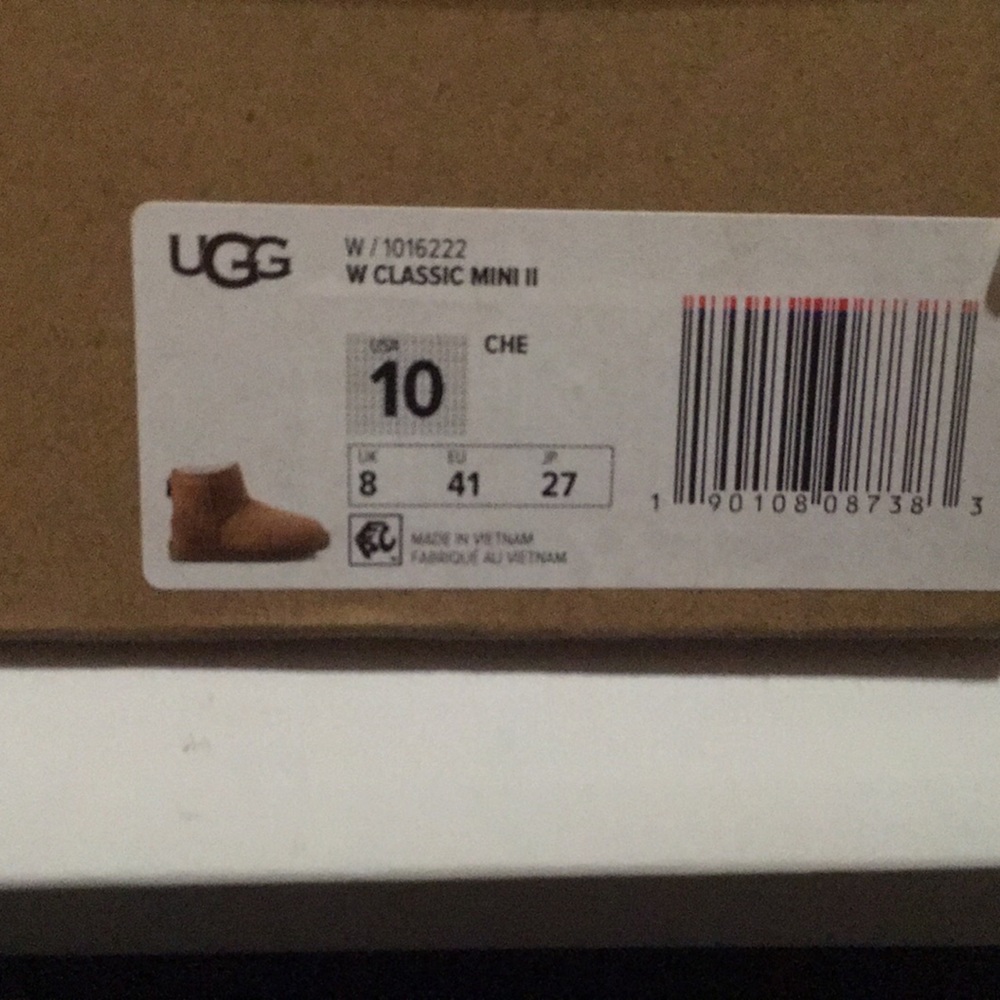 UGG
W / 1016222
W CLASSIC MINI II
USA
10
CHE
UK EU JP
8 41 27
MADE IN VIETNAM
FABRIQUÉ AU VIETNAM
1 90108 08738 3